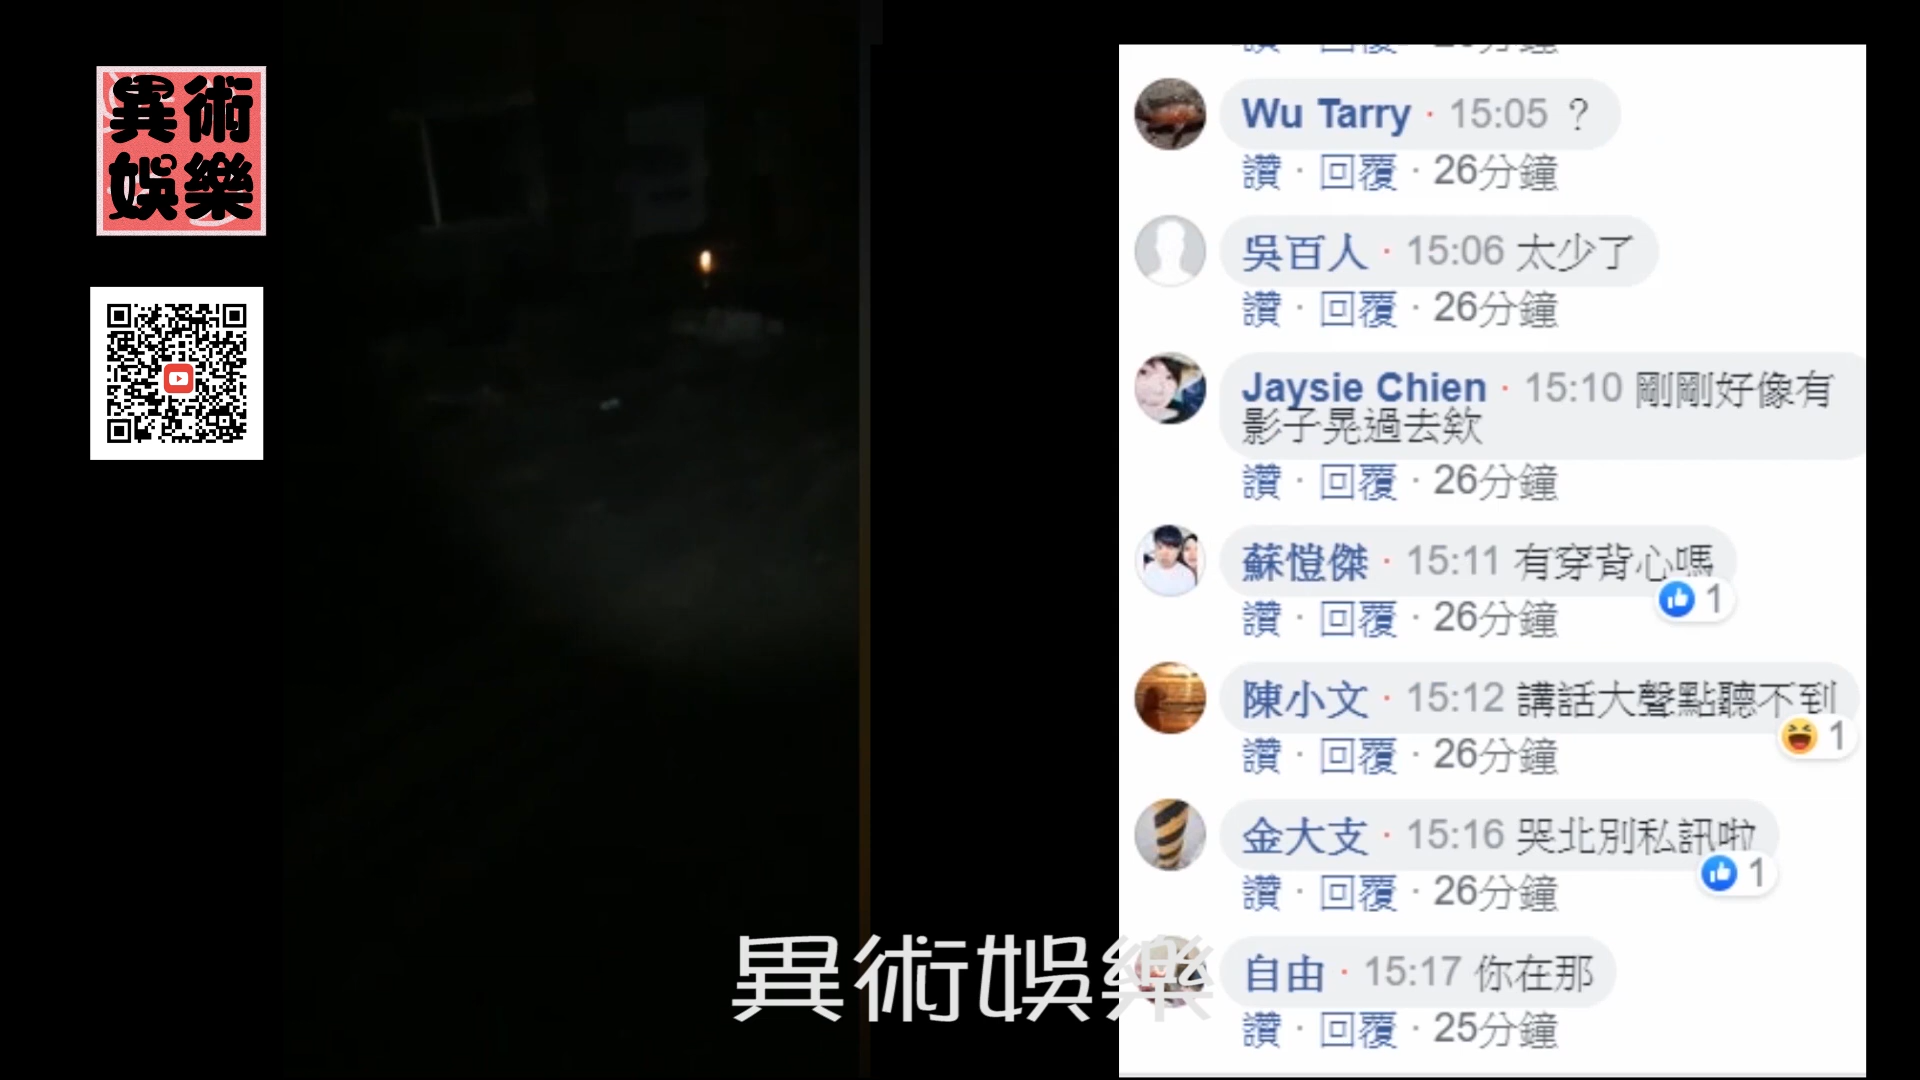 異術
娛樂
Wu Tarry · 15:05 ?
讚 · 回覆 · 26分鐘
吳百人 · 15:06 太少了
讚 · 回覆 · 26分鐘
Jaysie Chien · 15:10 剛剛好像有
影子晃過去欸
讚 · 回覆 · 26分鐘
蘇愷傑 · 15:11 有穿背心嗎
1
讚 · 回覆 · 26分鐘
陳小文 · 15:12 講話大聲點聽不到
1
讚 · 回覆 · 26分鐘
金大支 · 15:16 哭北別私訊啦
1
讚 · 回覆 · 26分鐘
自由 · 15:17 你在那
讚 · 回覆 · 25分鐘
異術娛樂